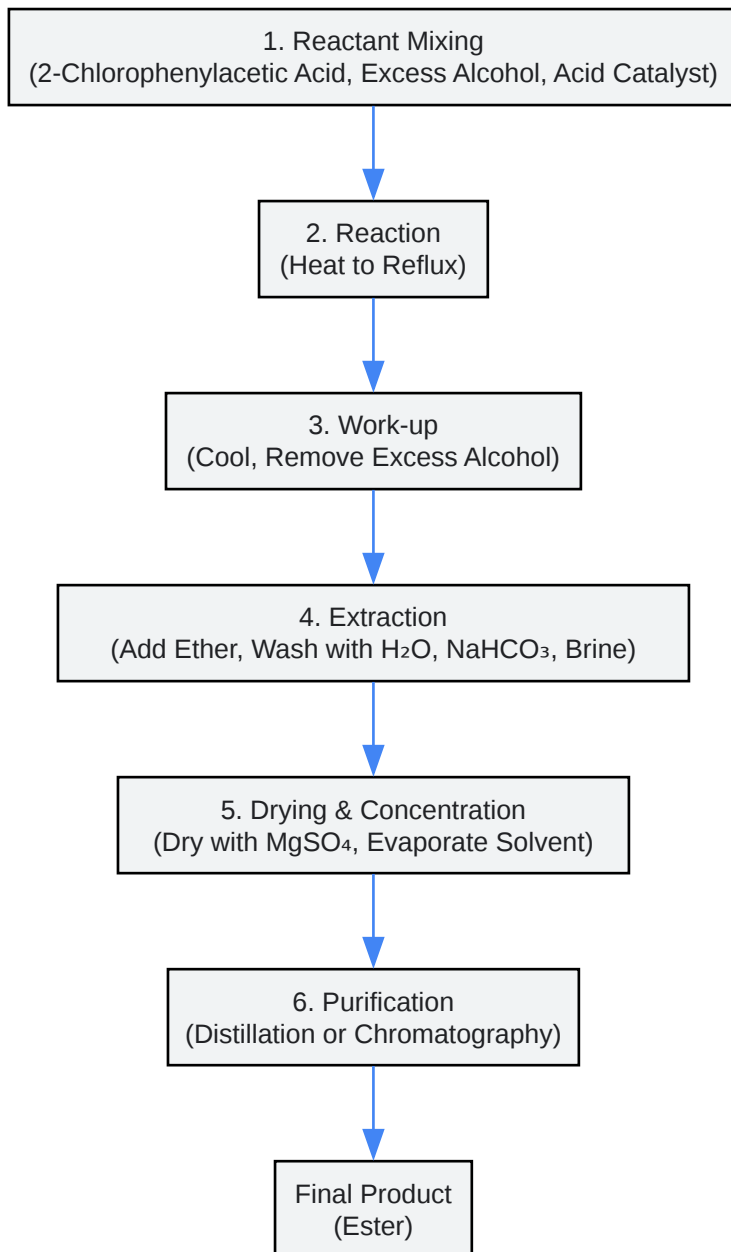 1. Reactant Mixing
(2-Chlorophenylacetic Acid, Excess Alcohol, Acid Catalyst)
2. Reaction
(Heat to Reflux)
3. Work-up
(Cool, Remove Excess Alcohol)
4. Extraction
(Add Ether, Wash with H₂O, NaHCO₃, Brine)
5. Drying & Concentration
(Dry with MgSO₄, Evaporate Solvent)
6. Purification
(Distillation or Chromatography)
Final Product
(Ester)